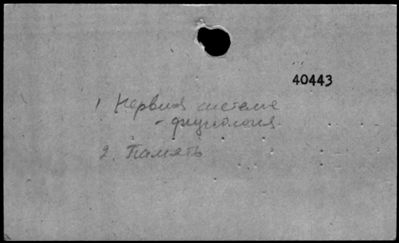 40443
1. Нервная система
- физиология
2. Память